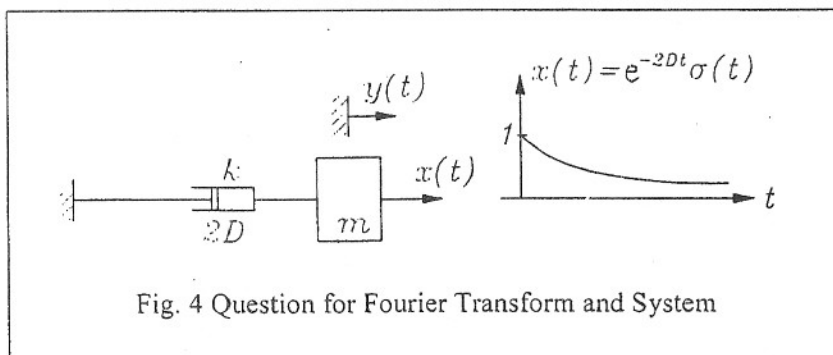 y(t)
x(t) = e^{-2Dt} σ(t)
k
x(t)
1
2D
m
t
Fig. 4 Question for Fourier Transform and System